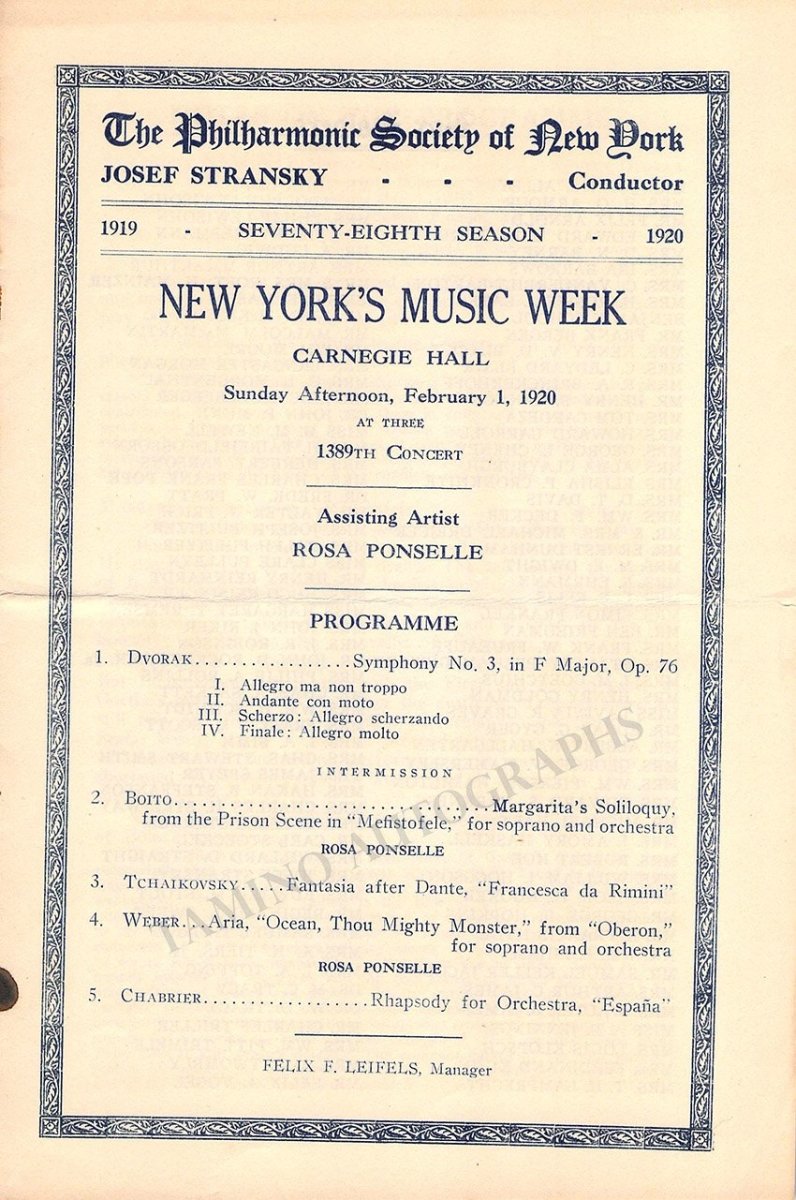 The Philharmonic Society of New York
JOSEF STRANSKY - - - Conductor
1919 - SEVENTY-EIGHTH SEASON - 1920
NEW YORK'S MUSIC WEEK
CARNEGIE HALL
Sunday Afternoon, February 1, 1920
AT THREE
1389TH CONCERT
Assisting Artist
ROSA PONSELLE
PROGRAMME
1. DVORAK.................Symphony No. 3, in F Major, Op. 76
I. Allegro ma non troppo
II. Andante con moto
III. Scherzo: Allegro scherzando
IV. Finale: Allegro molto
INTERMISSION
2. BOITO..................................Margarita's Soliloquy,
from the Prison Scene in "Mefistofele," for soprano and orchestra
ROSA PONSELLE
3. TCHAIKOVSKY.....Fantasia after Dante, "Francesca da Rimini"
4. WEBER...Aria, "Ocean, Thou Mighty Monster," from "Oberon,"
for soprano and orchestra
ROSA PONSELLE
5. CHABRIER..................Rhapsody for Orchestra, "España"
FELIX F. LEIFELS, Manager
TAMINO AUTOGRAPHS